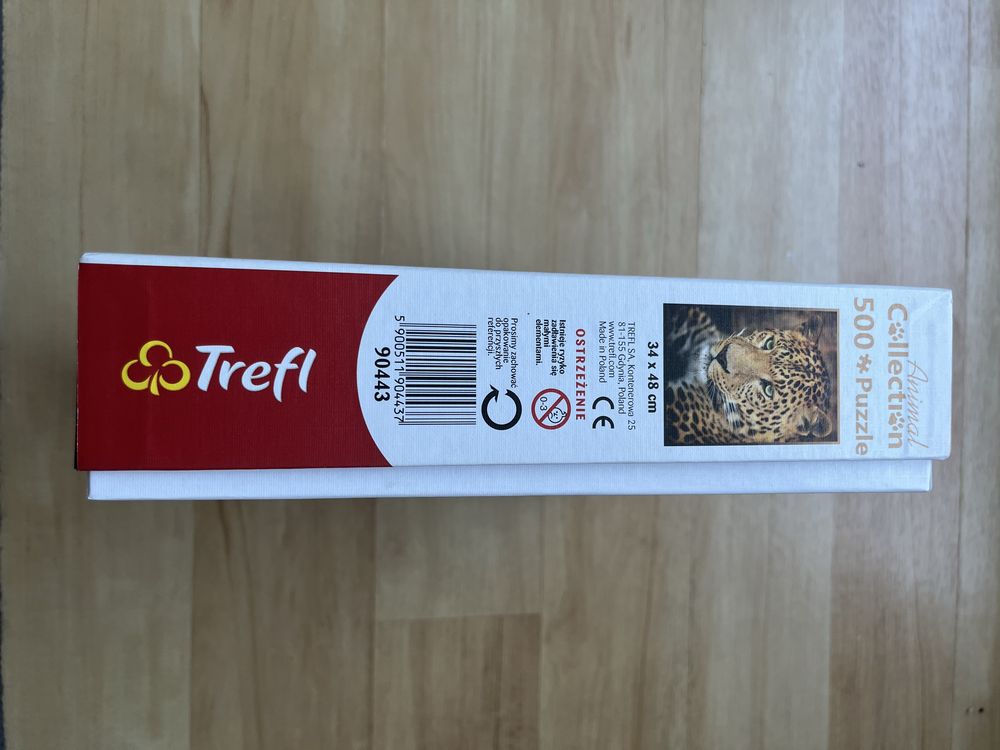 Animal
Collection
500 Puzzle
34 x 48 cm
TREFL SA, Kontenerowa 25
81-155 Gdynia, Poland
www.trefl.com
Made in Poland
CE
OSTRZEŻENIE
0-3
Istnieje ryzyko
zadławienia się
małymi
elementami.
Prosimy zachować
opakowanie
do przyszłych
referencji.
5 900511 904437
90443
Trefl